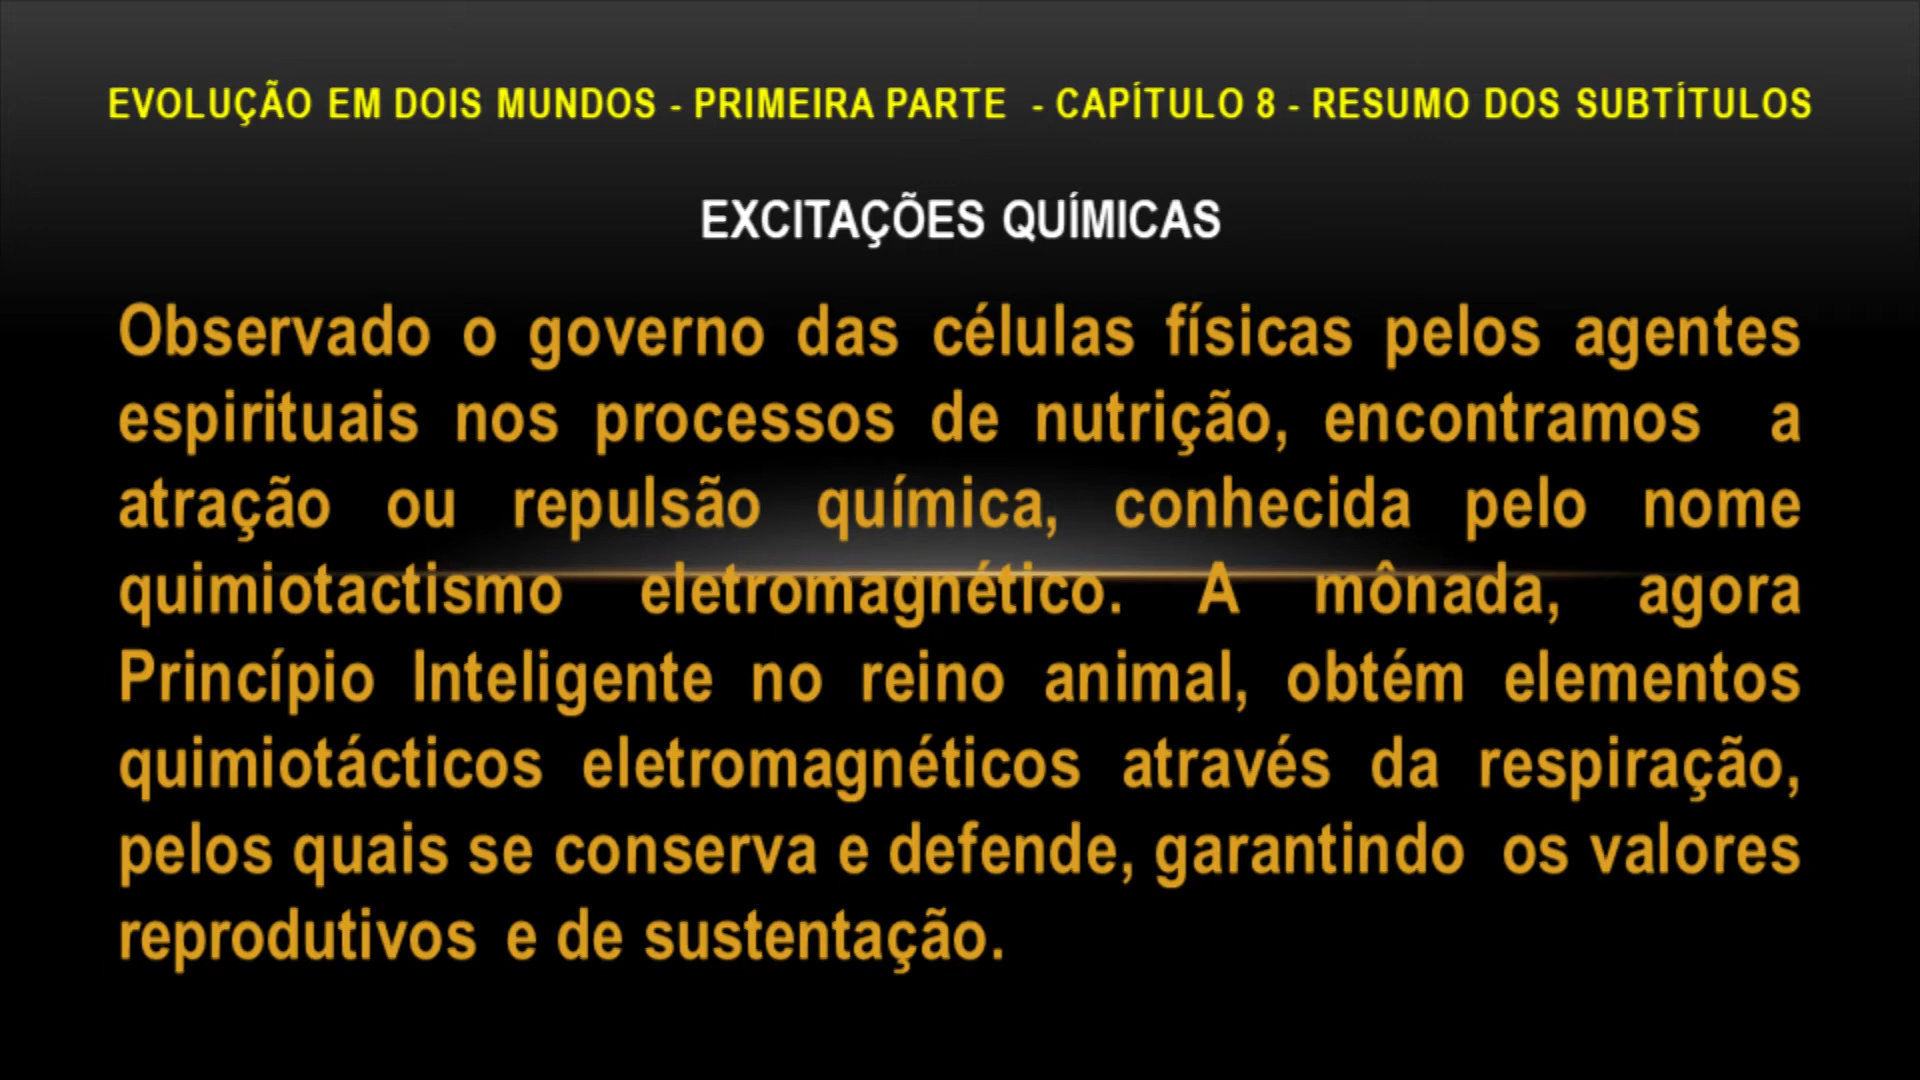 EVOLUÇÃO EM DOIS MUNDOS - PRIMEIRA PARTE - CAPÍTULO 8 - RESUMO DOS SUBTÍTULOS
EXCITAÇÕES QUÍMICAS
Observado o governo das células físicas pelos agentes
espirituais nos processos de nutrição, encontramos a
atração ou repulsão química, conhecida pelo nome
quimiotactismo eletromagnético. A mônada, agora
Princípio Inteligente no reino animal, obtém elementos
quimiotácticos eletromagnéticos através da respiração,
pelos quais se conserva e defende, garantindo os valores
reprodutivos e de sustentação.